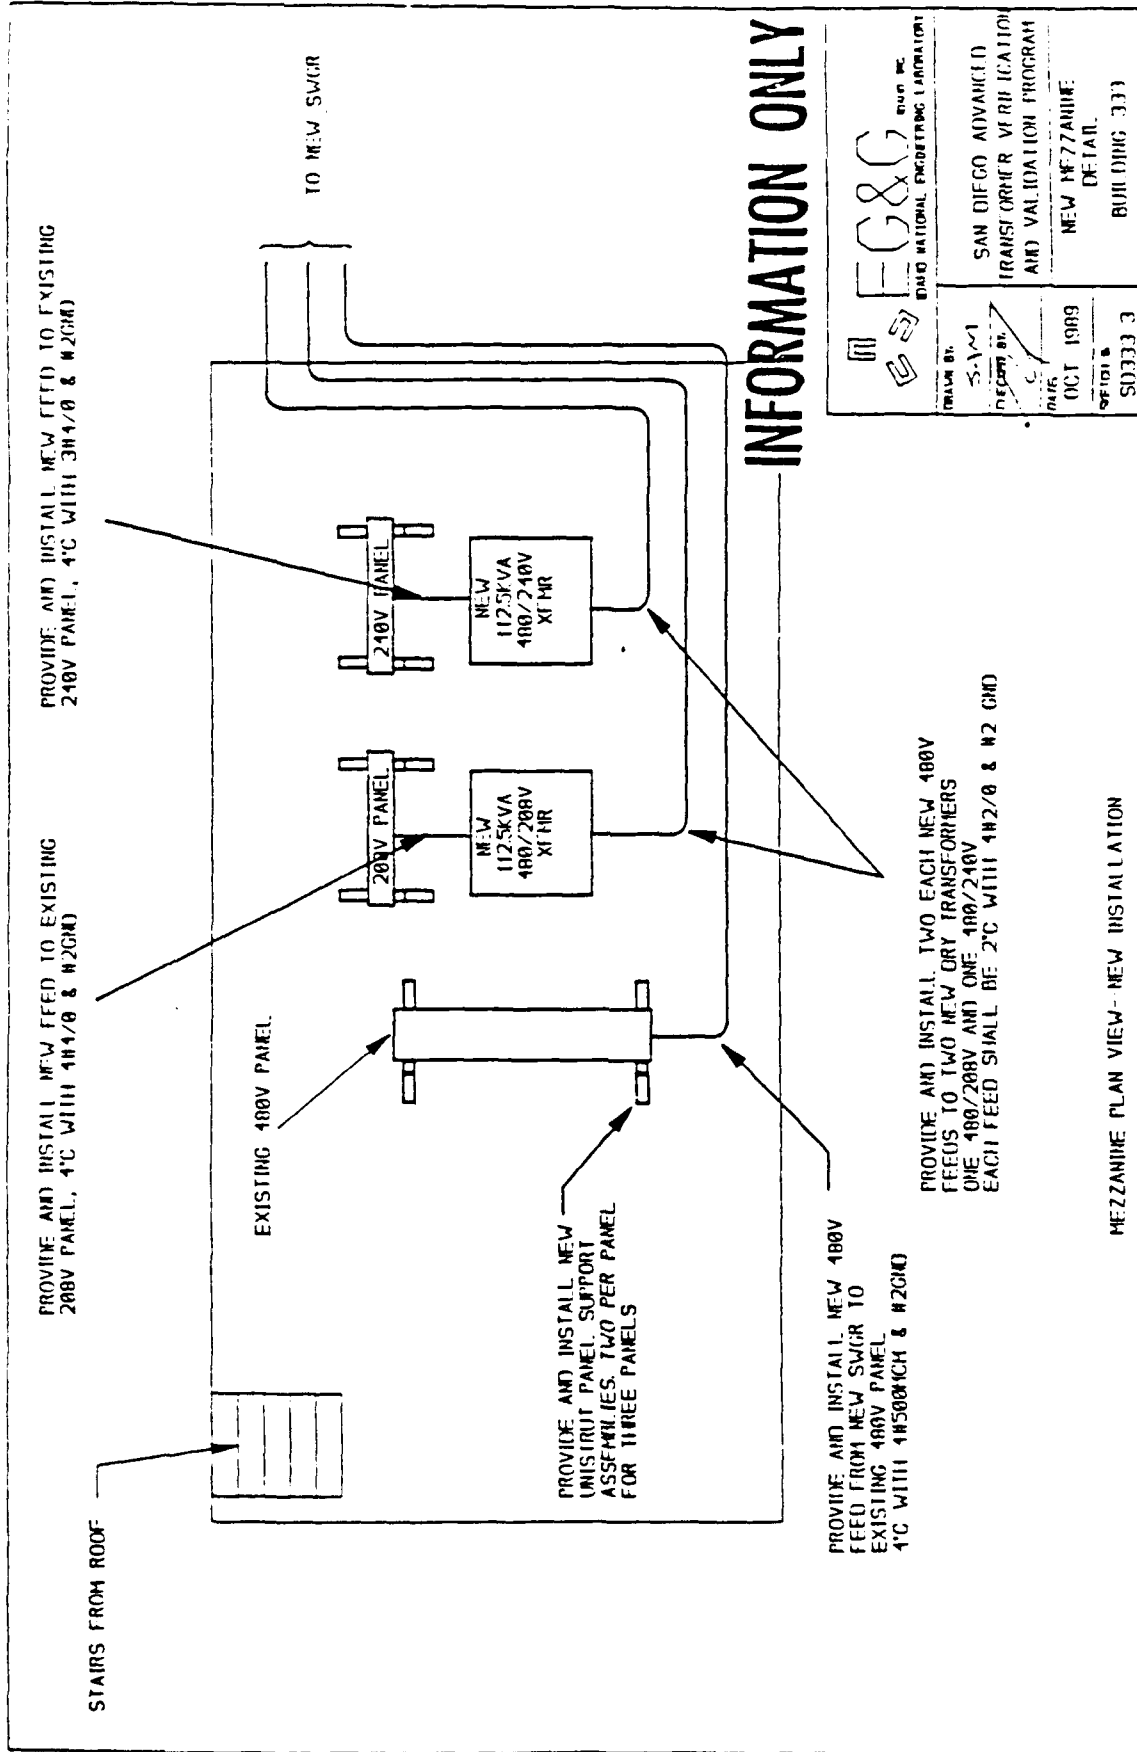 STAIRS FROM ROOF
PROVIDE AND INSTALL NEW FEED TO EXISTING
208V PANEL, 4"C WITH 4#4/0 & #2GND
PROVIDE AND INSTALL NEW FEED TO EXISTING
240V PANEL, 4"C WITH 3#4/0 & #2GND
TO NEW SWGR
EXISTING 480V PANEL
208V PANEL
240V PANEL
NEW
112.5KVA
480/208V
XFMR
NEW
112.5KVA
480/240V
XFMR
PROVIDE AND INSTALL NEW
UNISTRUT PANEL SUPPORT
ASSEMBLIES. TWO PER PANEL
FOR THREE PANELS
PROVIDE AND INSTALL NEW 480V
FEED FROM NEW SWGR TO
EXISTING 480V PANEL
4"C WITH 4#500MCM & #2GND
PROVIDE AND INSTALL TWO EACH NEW 480V
FEEDS TO TWO NEW DRY TRANSFORMERS
ONE 480/208V AND ONE 480/240V
EACH FEED SHALL BE 2"C WITH 4#2/0 & #2 GND
MEZZANINE PLAN VIEW- NEW INSTALLATION
INFORMATION ONLY
EG&G
IDAHO NATIONAL ENGINEERING LABORATORY
DRAWN BY.
DATE
OCT 1989
SD333 3
SAN DIEGO ADVANCED
TRANSFORMER VERIFICATION
AND VALIDATION PROGRAM
NEW MEZZANINE
DETAIL
BUILDING 333